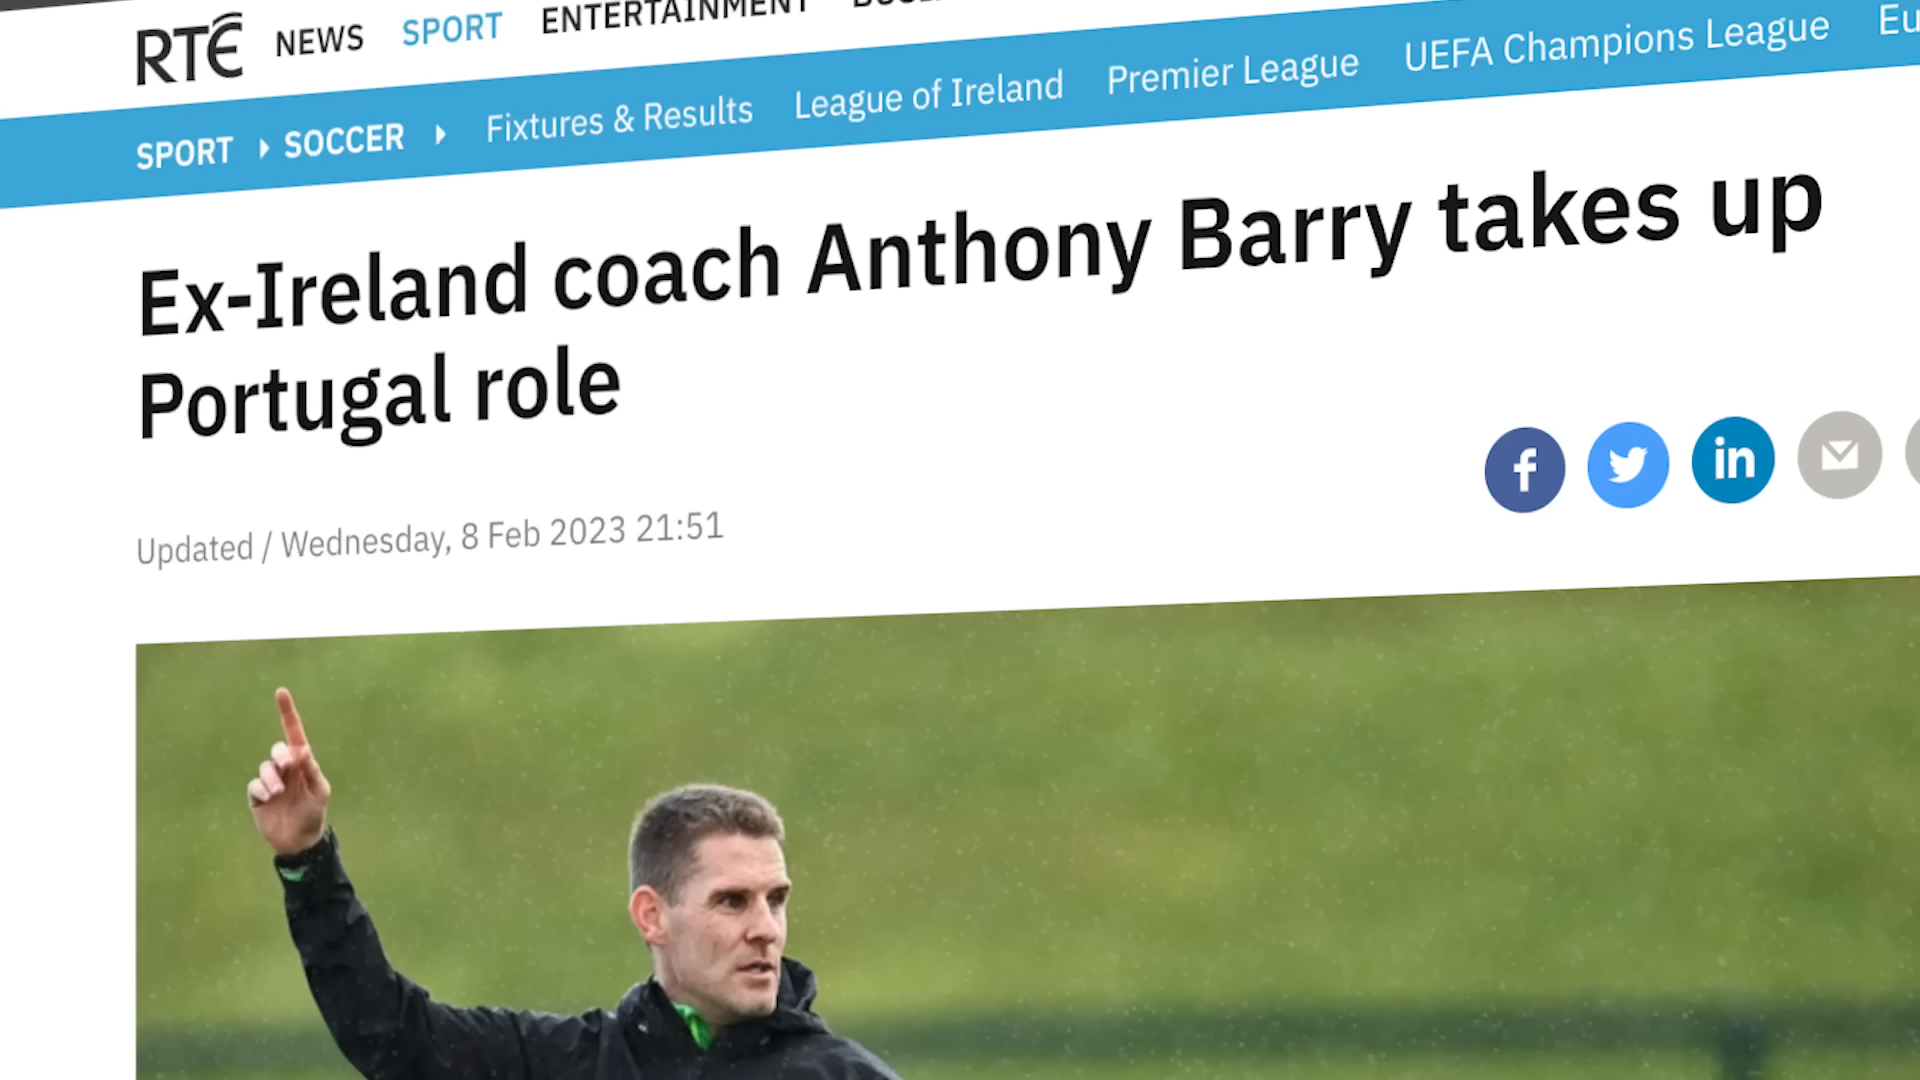 RTÉ NEWS SPORT ENTERTAINMENT
SPORT SOCCER Fixtures & Results League of Ireland Premier League UEFA Champions League
Ex-Ireland coach Anthony Barry takes up
Portugal role
Updated / Wednesday, 8 Feb 2023 21:51
f in